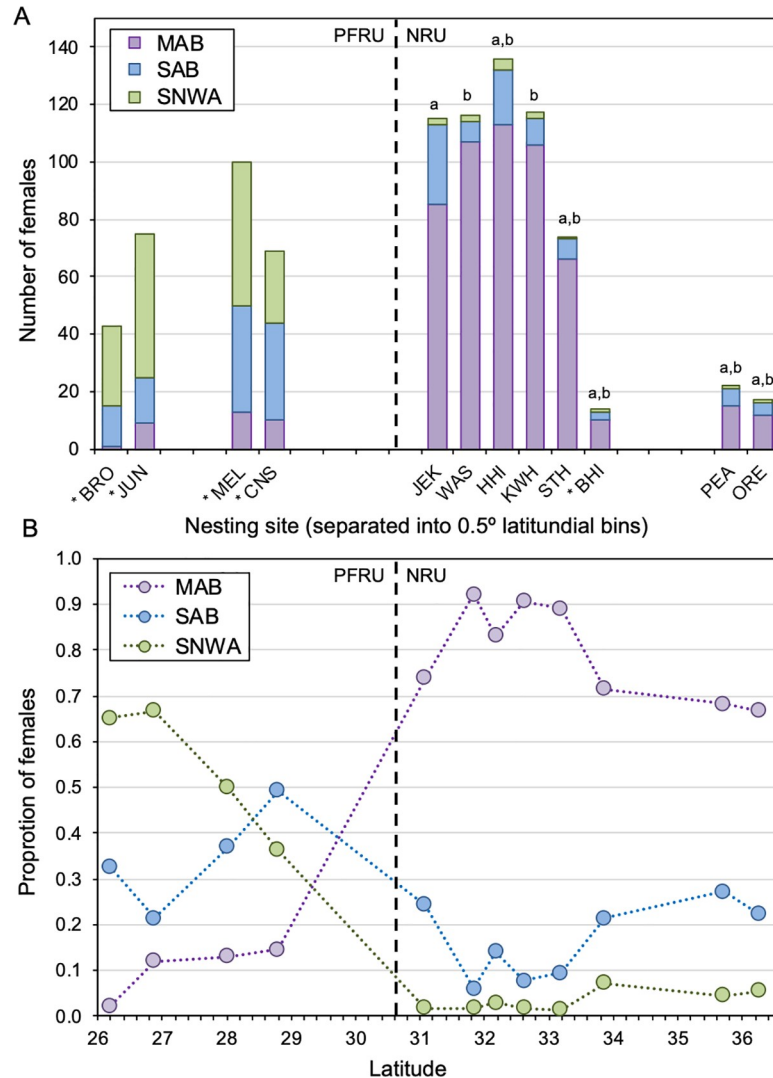 A
PFRU
NRU
MAB
SAB
SNWA
140
120
100
80
60
40
20
0
Number of females
a
b
a,b
b
a,b
a,b
a,b
a,b
* BRO
* JUN
* MEL
* CNS
JEK
WAS
HHI
KWH
STH
* BHI
PEA
ORE
Nesting site (separated into 0.5º latitundial bins)
B
PFRU
NRU
MAB
SAB
SNWA
1.0
0.9
0.8
0.7
0.6
0.5
0.4
0.3
0.2
0.1
0.0
Proprotion of females
26
27
28
29
30
31
32
33
34
35
36
Latitude